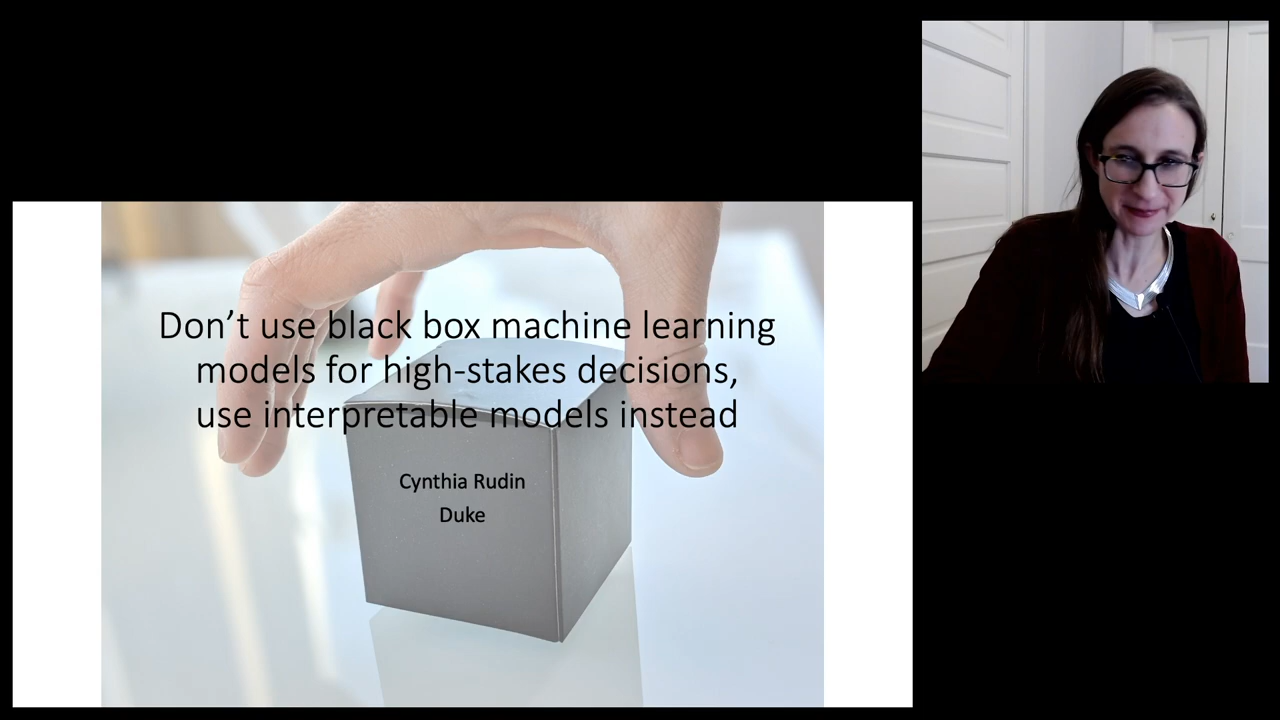 Don’t use black box machine learning
models for high-stakes decisions,
use interpretable models instead
Cynthia Rudin
Duke